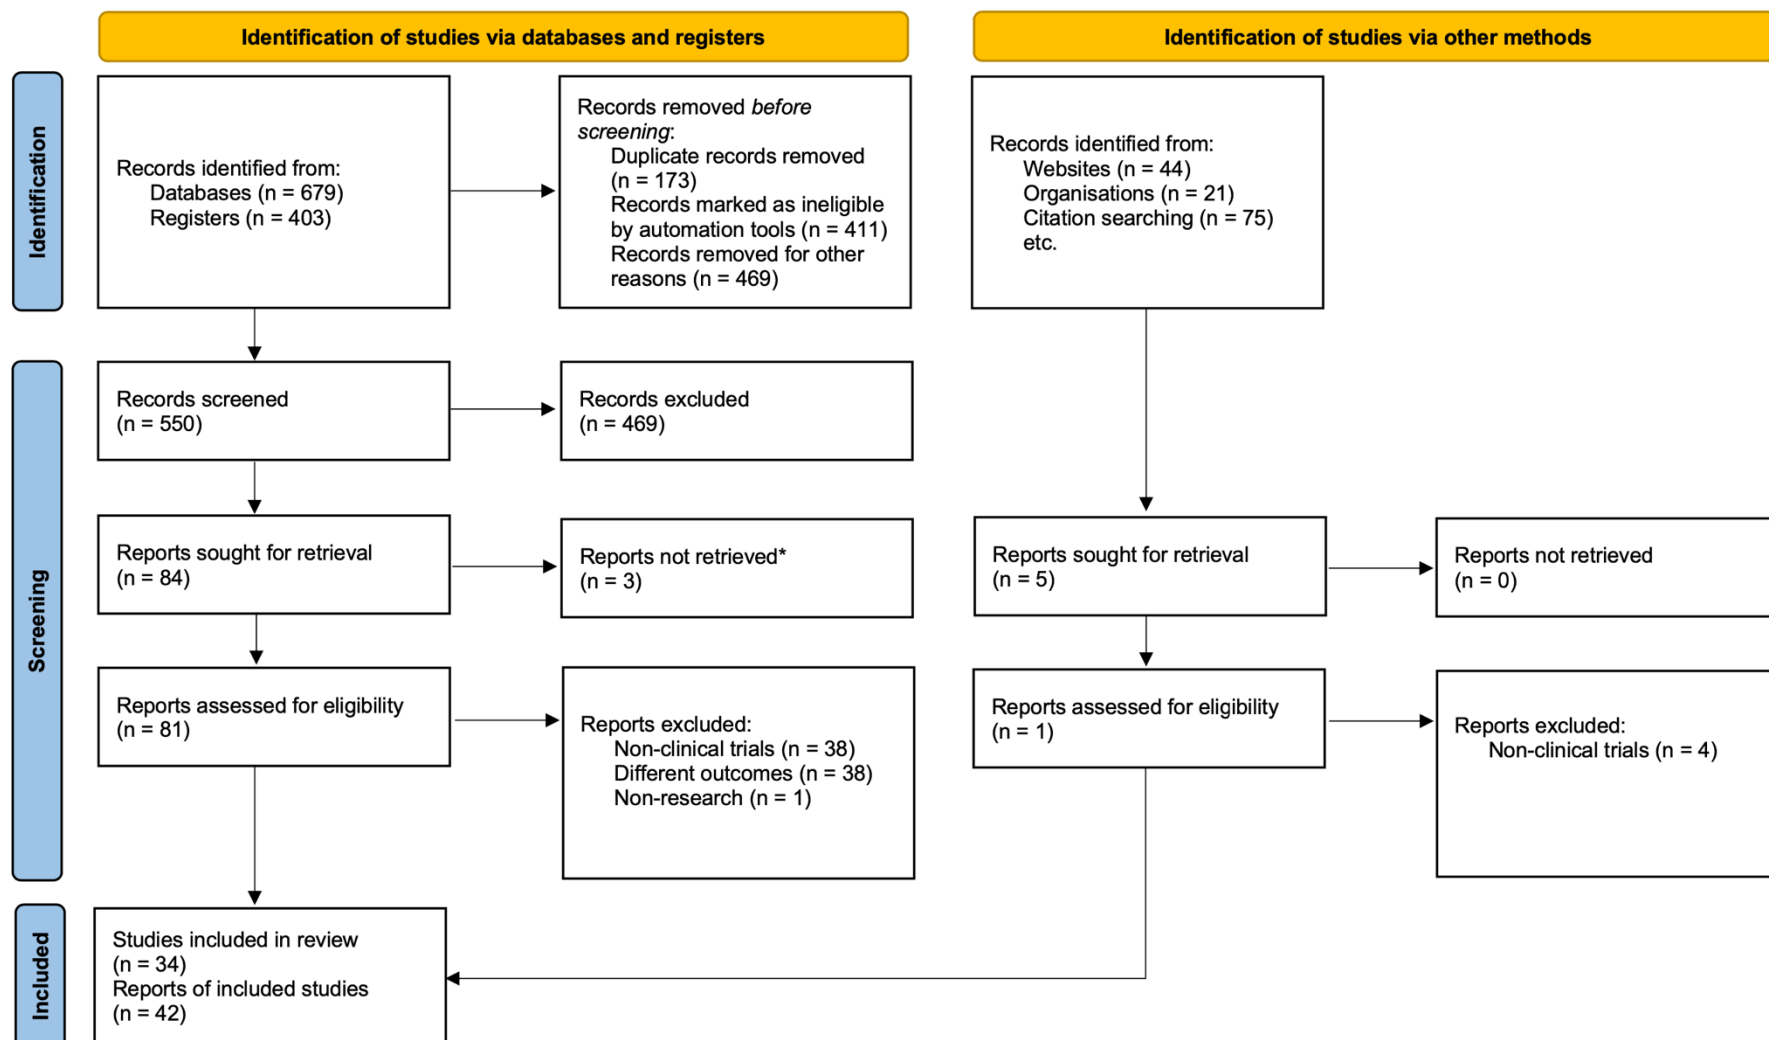 Identification of studies via databases and registers
Identification of studies via other methods
Identification
Records identified from:
Databases (n = 679)
Registers (n = 403)
Records removed before
screening:
Duplicate records removed
(n = 173)
Records marked as ineligible
by automation tools (n = 411)
Records removed for other
reasons (n = 469)
Records identified from:
Websites (n = 44)
Organisations (n = 21)
Citation searching (n = 75)
etc.
Screening
Records screened
(n = 550)
Records excluded
(n = 469)
Reports sought for retrieval
(n = 84)
Reports not retrieved*
(n = 3)
Reports sought for retrieval
(n = 5)
Reports not retrieved
(n = 0)
Reports assessed for eligibility
(n = 81)
Reports excluded:
Non-clinical trials (n = 38)
Different outcomes (n = 38)
Non-research (n = 1)
Reports assessed for eligibility
(n = 1)
Reports excluded:
Non-clinical trials (n = 4)
Included
Studies included in review
(n = 34)
Reports of included studies
(n = 42)